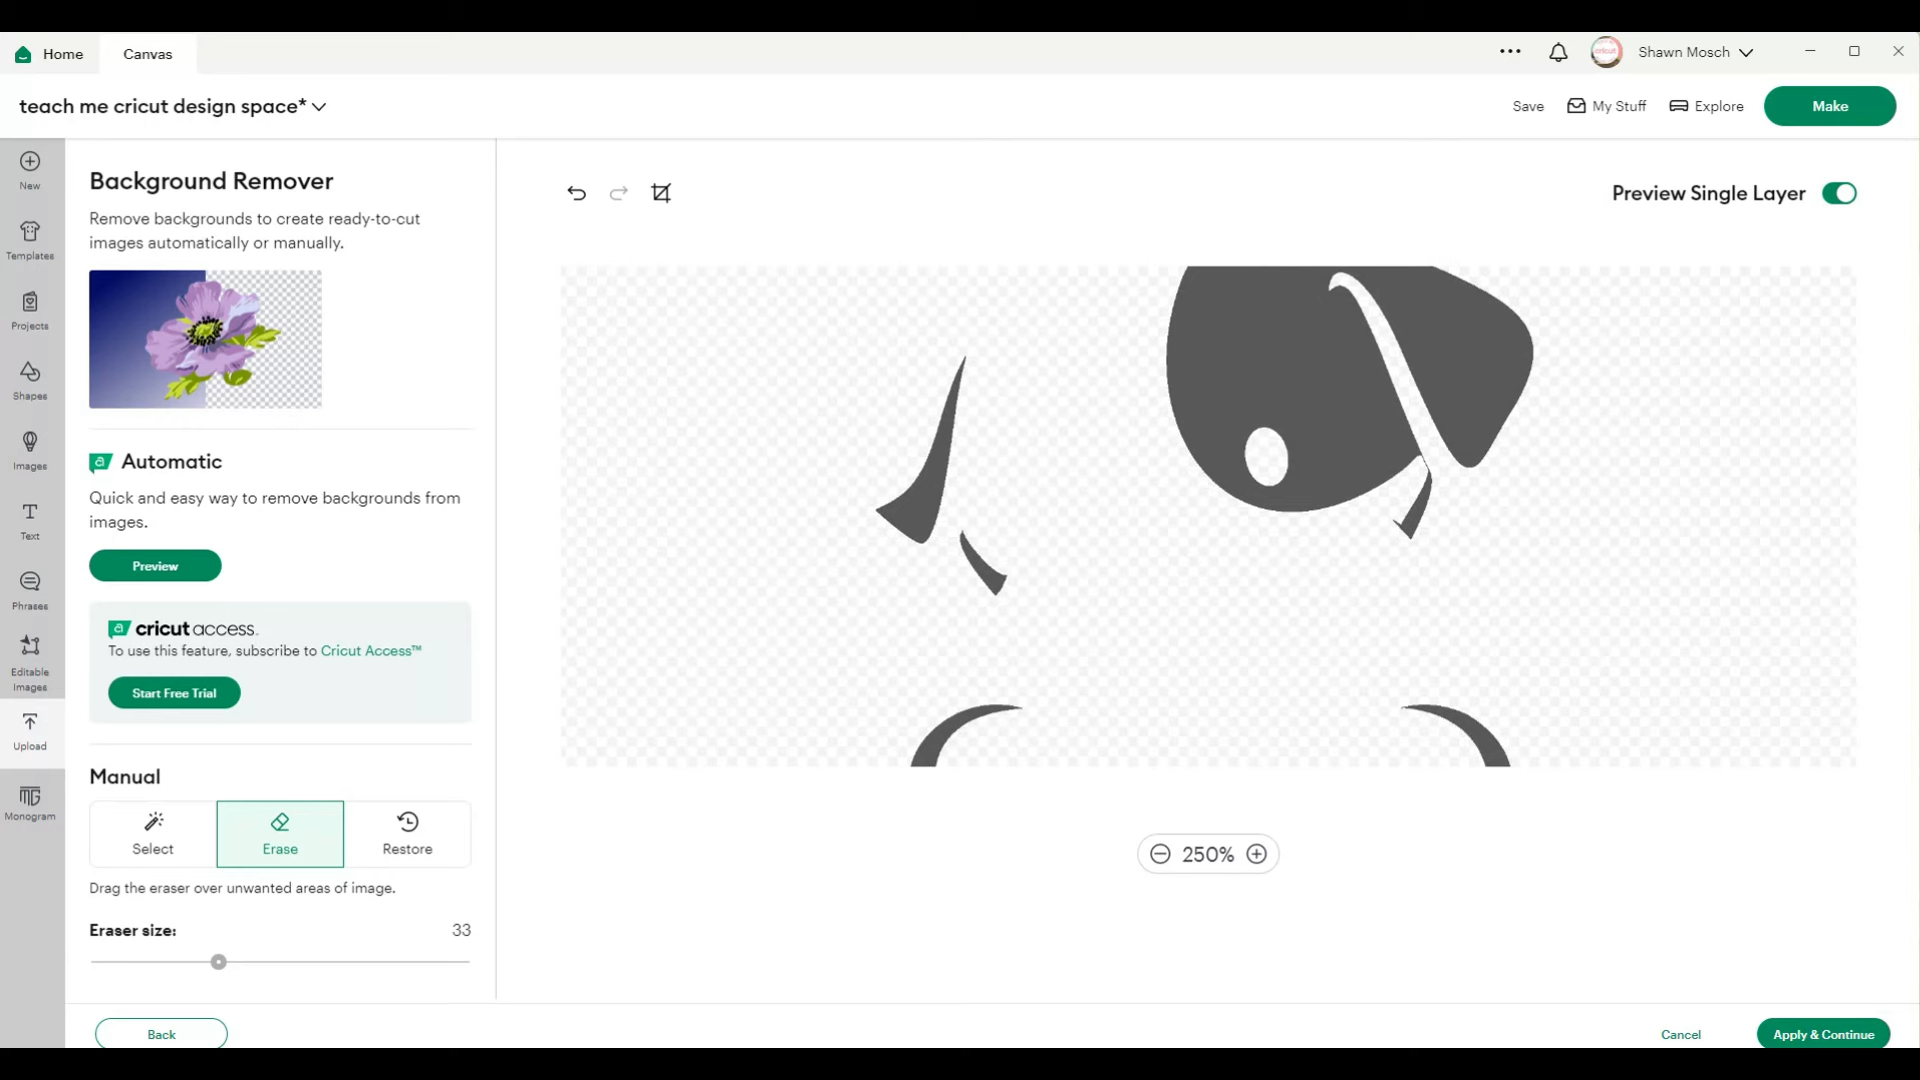 Home
Canvas
Shawn Mosch
teach me cricut design space*
Save
My Stuff
Explore
Make
New
Templates
Projects
Shapes
Images
Text
Phrases
Editable
Images
Upload
Monogram
Background Remover
Remove backgrounds to create ready-to-cut
images automatically or manually.
a Automatic
Quick and easy way to remove backgrounds from
images.
Preview
a cricut access™
To use this feature, subscribe to Cricut Access™
Start Free Trial
Manual
Select
Erase
Restore
Drag the eraser over unwanted areas of image.
Eraser size:
33
Back
Preview Single Layer
250%
Cancel
Apply & Continue